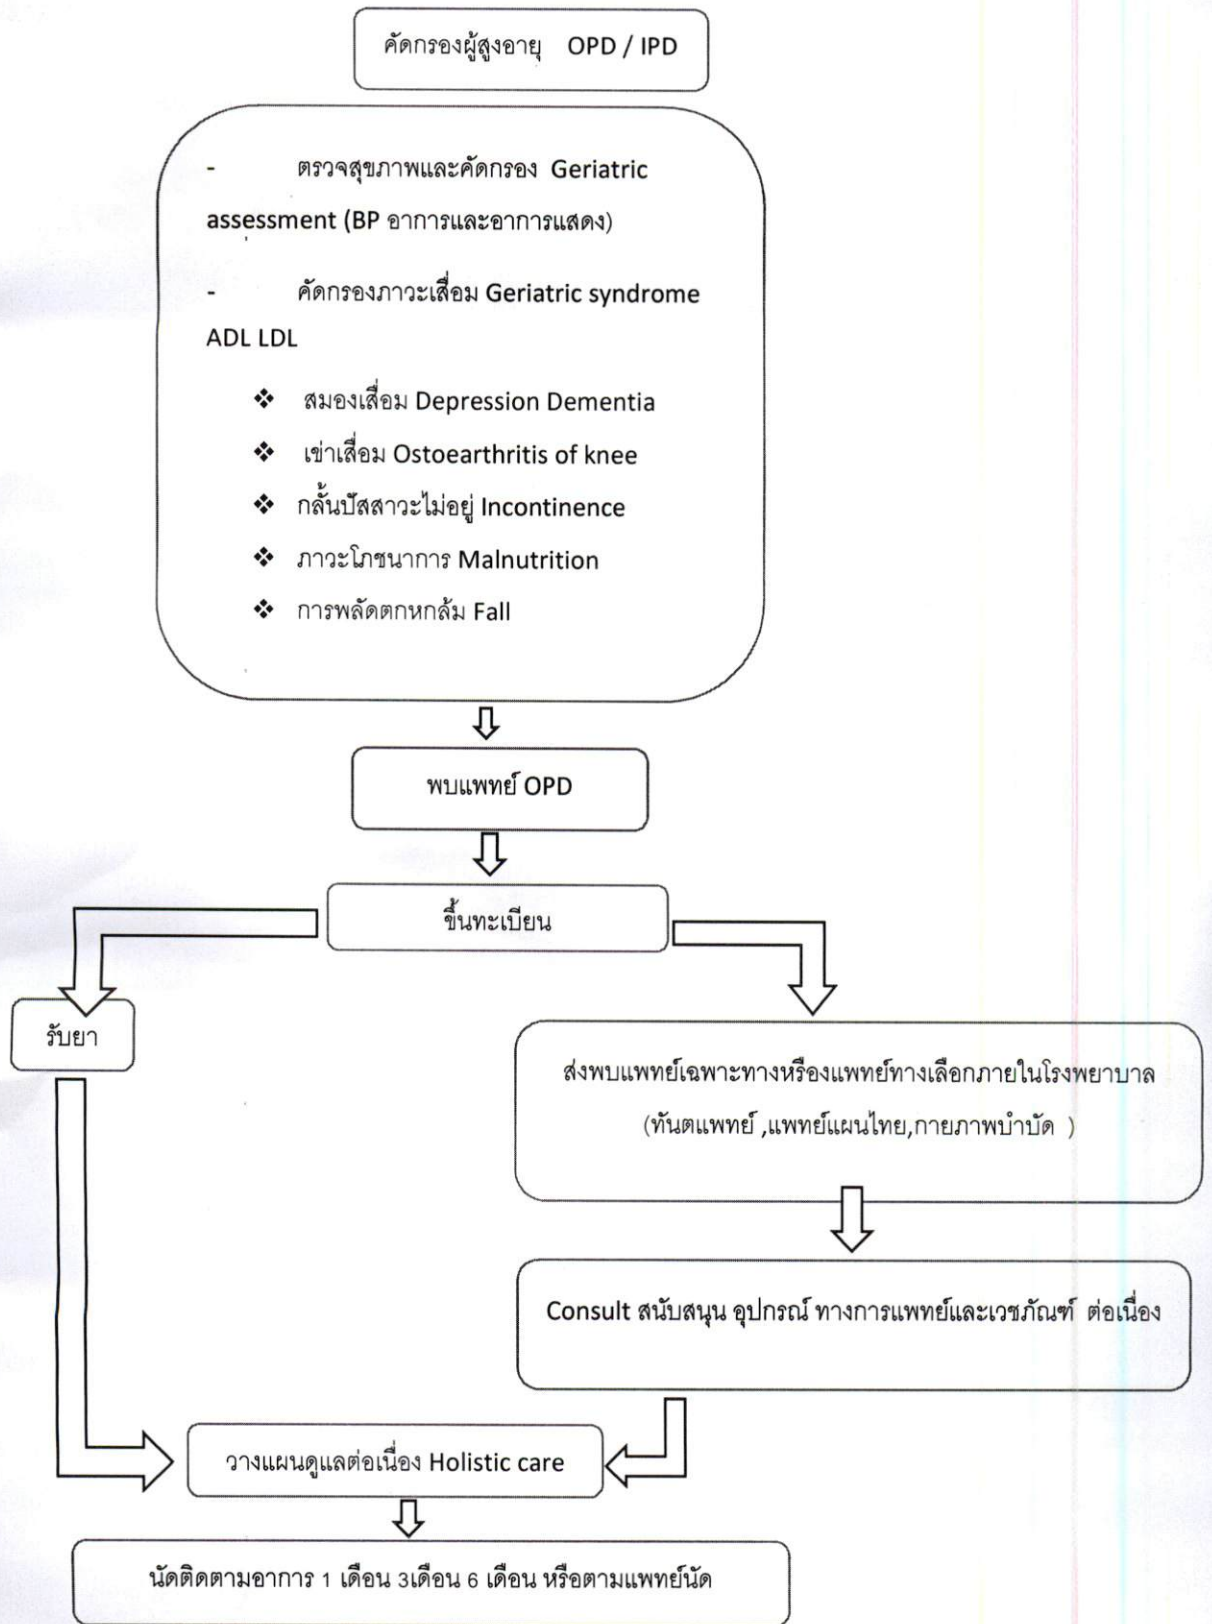 คัดกรองผู้สูงอายุ OPD / IPD
- ตรวจสุขภาพและคัดกรอง Geriatric
assessment (BP อาการและอาการแสดง)
- คัดกรองภาวะเสื่อม Geriatric syndrome
ADL LDL
❖ สมองเสื่อม Depression Dementia
❖ เข่าเสื่อม Ostoearthritis of knee
❖ กลั้นปัสสาวะไม่อยู่ Incontinence
❖ ภาวะโภชนาการ Malnutrition
❖ การพลัดตกหกล้ม Fall
พบแพทย์ OPD
ขึ้นทะเบียน
รับยา
ส่งพบแพทย์เฉพาะทางหรืองแพทย์ทางเลือกภายในโรงพยาบาล
(ทันตแพทย์ ,แพทย์แผนไทย,กายภาพบำบัด )
Consult สนับสนุน อุปกรณ์ ทางการแพทย์และเวชภัณฑ์ ต่อเนื่อง
วางแผนดูแลต่อเนื่อง Holistic care
นัดติดตามอาการ 1 เดือน 3เดือน 6 เดือน หรือตามแพทย์นัด